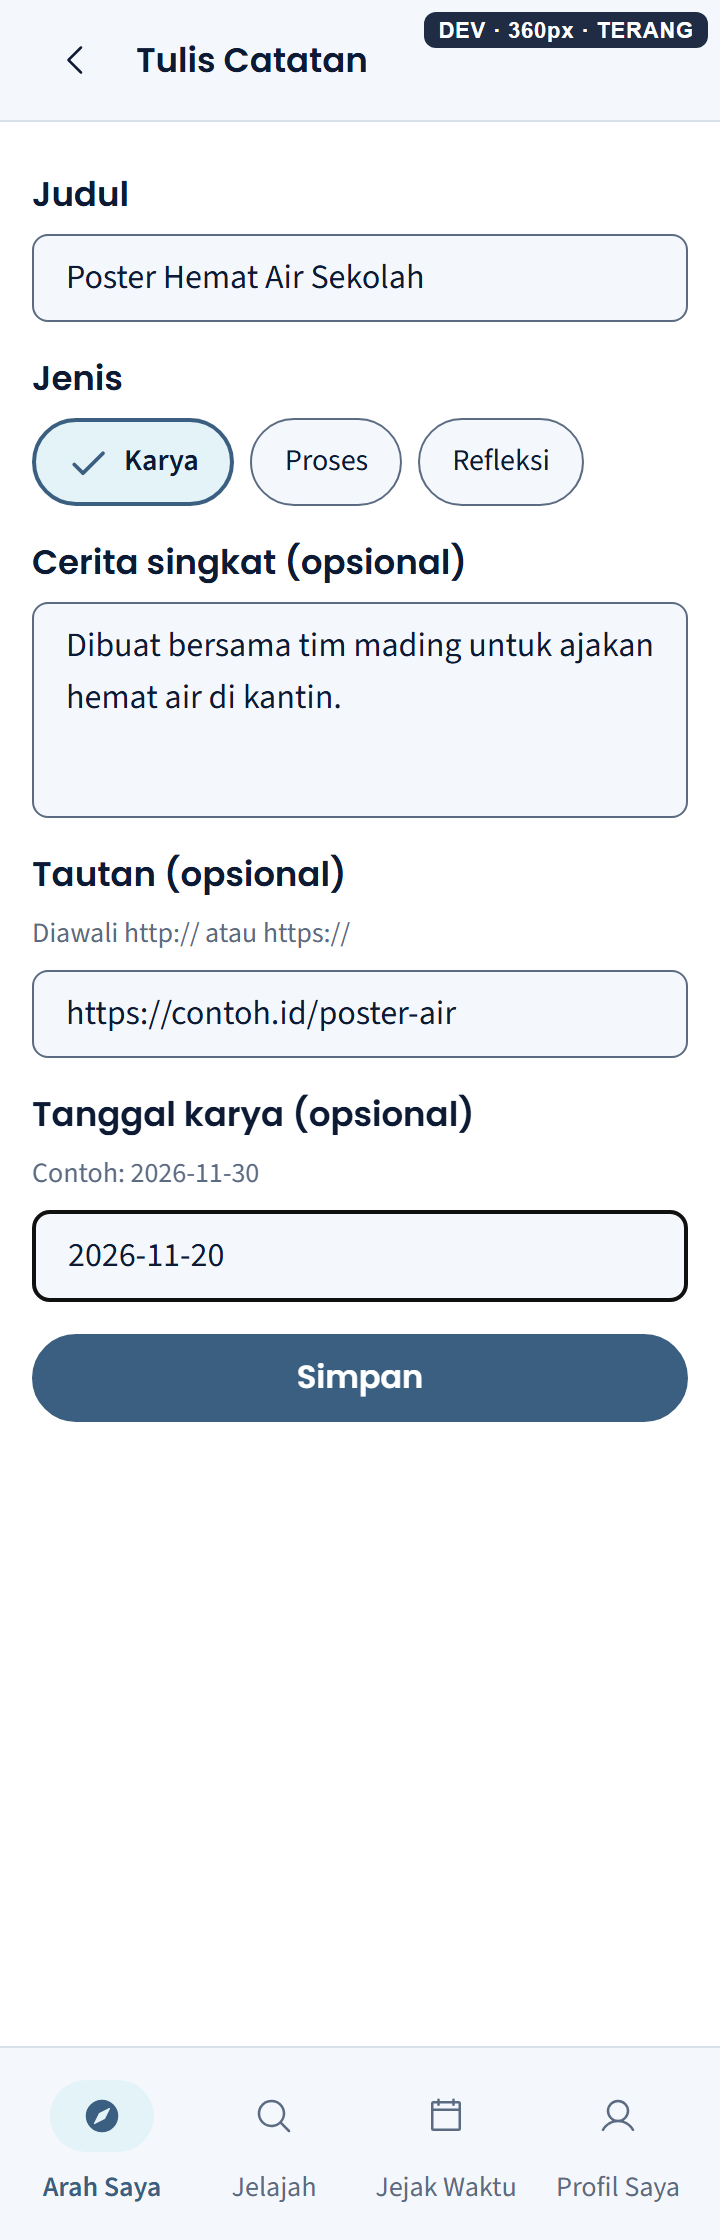 DEV · 360px · TERANG
Tulis Catatan
Judul
Poster Hemat Air Sekolah
Jenis
Karya
Proses
Refleksi
Cerita singkat (opsional)
Dibuat bersama tim mading untuk ajakan
hemat air di kantin.
Tautan (opsional)
Diawali http:// atau https://
https://contoh.id/poster-air
Tanggal karya (opsional)
Contoh: 2026-11-30
2026-11-20
Simpan
Arah Saya
Jelajah
Jejak Waktu
Profil Saya